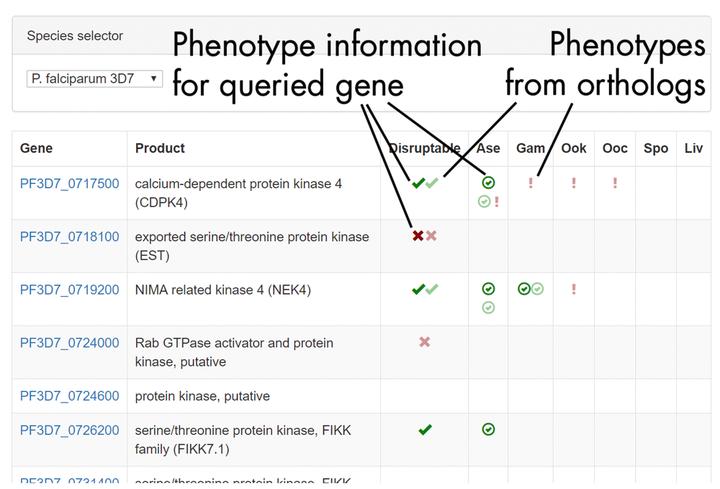 Species selector
Phenotype information
for queried gene
Phenotypes
from orthologs
P. falciparum 3D7
Gene Product Disruptable Ase Gam Ook Ooc Spo Liv
PF3D7_0717500 calcium-dependent protein kinase 4
(CDPK4)
PF3D7_0718100 exported serine/threonine protein kinase
(EST)
PF3D7_0719200 NIMA related kinase 4 (NEK4)
PF3D7_0724000 Rab GTPase activator and protein
kinase, putative
PF3D7_0724600 protein kinase, putative
PF3D7_0726200 serine/threonine protein kinase, FIKK
family (FIKK7.1)
PF3D7_0731400 serine/threonine protein kinase, FIKK